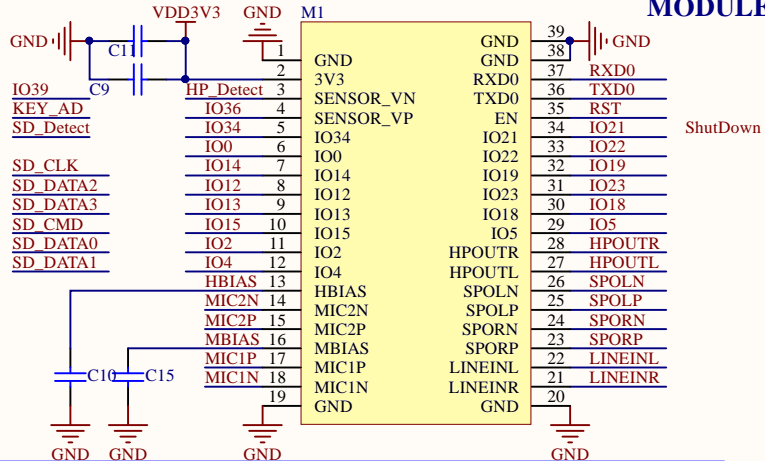 MODULE
VDD3V3 GND M1
GND C11 1 GND GND 39 GND
C9 2 3V3 GND 38
IO39 HP_Detect 3 SENSOR_VN RXD0 37 RXD0
KEY_AD IO36 4 SENSOR_VP TXD0 36 TXD0
SD_Detect IO34 5 IO34 EN 35 RST
IO0 6 IO0 IO21 34 IO21 ShutDown
SD_CLK IO14 7 IO14 IO22 33 IO22
SD_DATA2 IO12 8 IO12 IO19 32 IO19
SD_DATA3 IO13 9 IO13 IO23 31 IO23
SD_CMD IO15 10 IO15 IO18 30 IO18
SD_DATA0 IO2 11 IO2 IO5 29 IO5
SD_DATA1 IO4 12 IO4 HPOUTR 28 HPOUTR
HBIAS 13 HBIAS HPOUTL 27 HPOUTL
MIC2N 14 MIC2N SPOLN 26 SPOLN
MIC2P 15 MIC2P SPOLP 25 SPOLP
MBIAS 16 MBIAS SPORN 24 SPORN
MIC1P 17 MIC1P SPORP 23 SPORP
C10 C15 MIC1N 18 MIC1N LINEINL 22 LINEINL
19 GND LINEINR 21 LINEINR
GND 20
GND GND GND GND